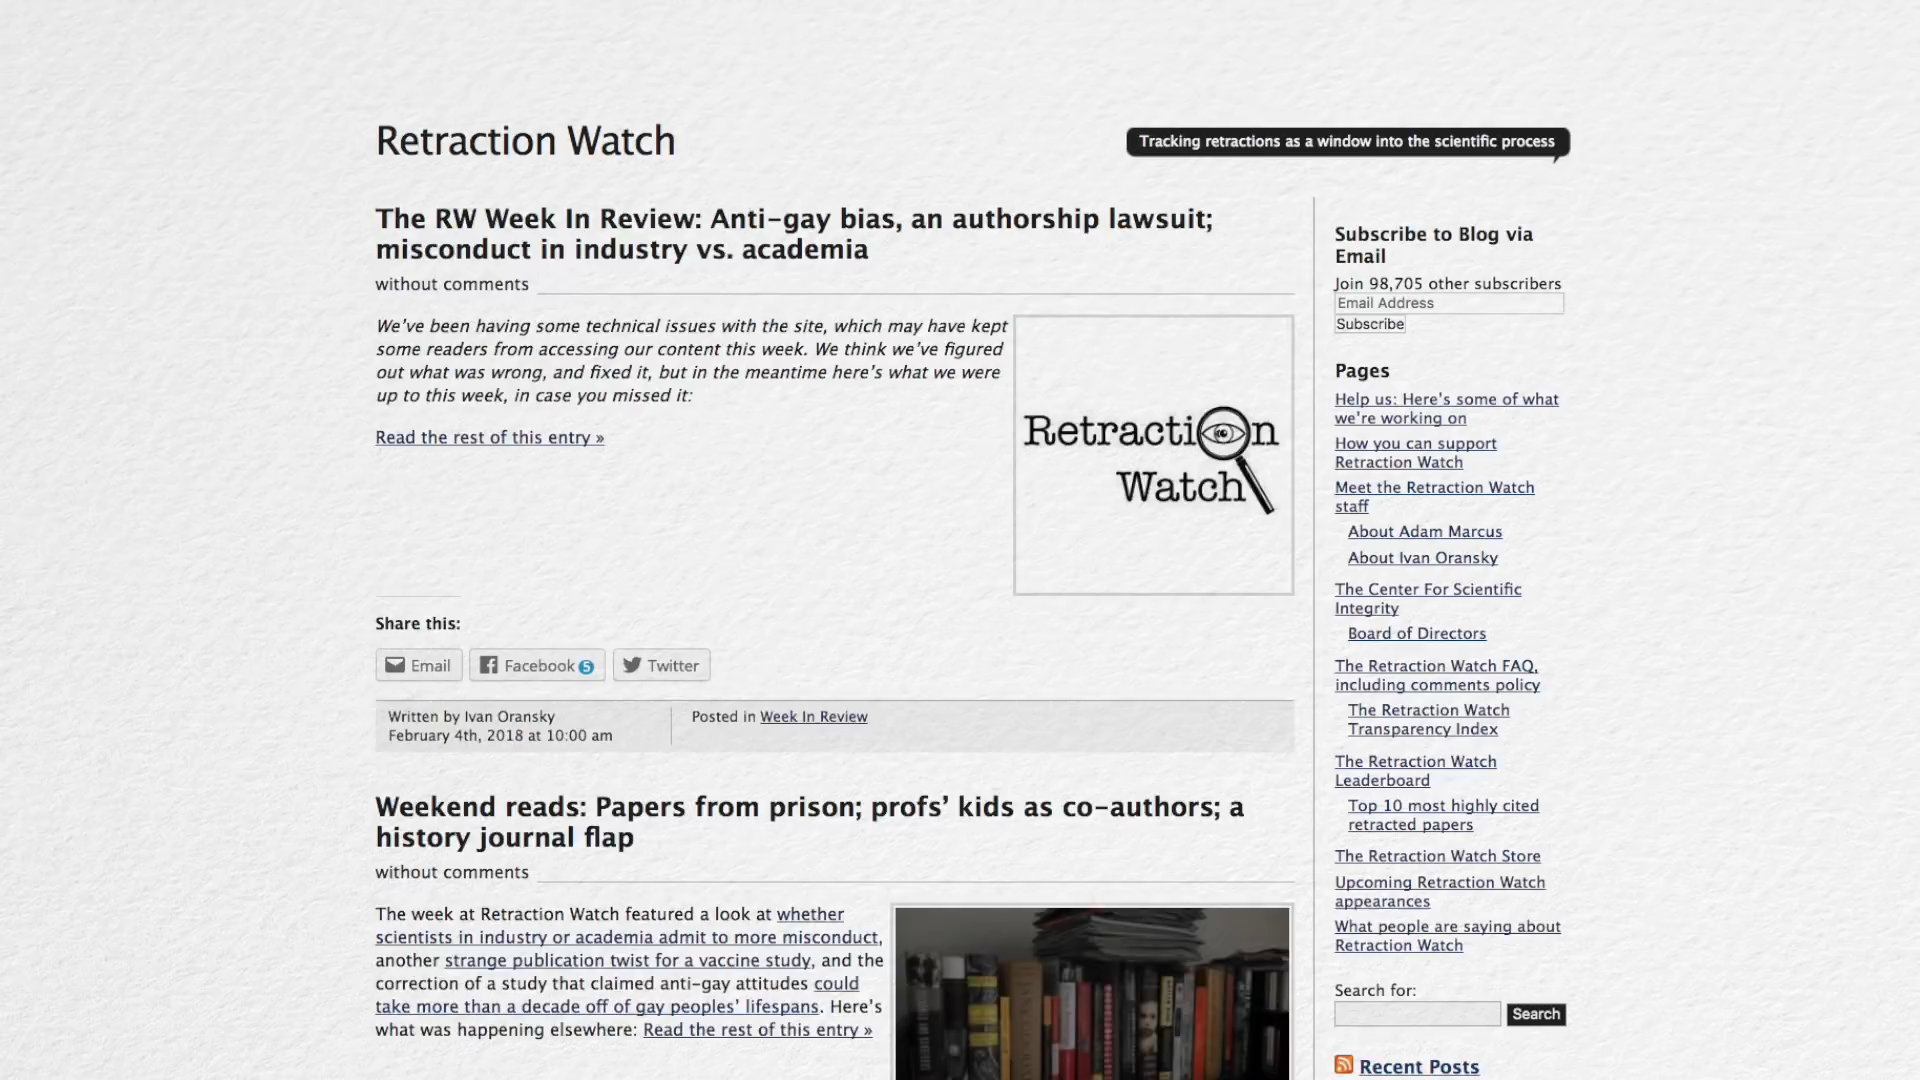 Retraction Watch
Tracking retractions as a window into the scientific process
The RW Week In Review: Anti-gay bias, an authorship lawsuit;
misconduct in industry vs. academia
without comments
We've been having some technical issues with the site, which may have kept
some readers from accessing our content this week. We think we've figured
out what was wrong, and fixed it, but in the meantime here's what we were
up to this week, in case you missed it:
Read the rest of this entry »
Retraction
Watch
Share this:
Email
Facebook 5
Twitter
Written by Ivan Oransky
February 4th, 2018 at 10:00 am
Posted in Week In Review
Weekend reads: Papers from prison; profs' kids as co-authors; a
history journal flap
without comments
The week at Retraction Watch featured a look at whether
scientists in industry or academia admit to more misconduct,
another strange publication twist for a vaccine study, and the
correction of a study that claimed anti-gay attitudes could
take more than a decade off of gay peoples' lifespans. Here's
what was happening elsewhere: Read the rest of this entry »
Subscribe to Blog via
Email
Join 98,705 other subscribers
Email Address
Subscribe
Pages
Help us: Here's some of what
we're working on
How you can support
Retraction Watch
Meet the Retraction Watch
staff
About Adam Marcus
About Ivan Oransky
The Center For Scientific
Integrity
Board of Directors
The Retraction Watch FAQ,
including comments policy
The Retraction Watch
Transparency Index
The Retraction Watch
Leaderboard
Top 10 most highly cited
retracted papers
The Retraction Watch Store
Upcoming Retraction Watch
appearances
What people are saying about
Retraction Watch
Search for:
Search
Recent Posts